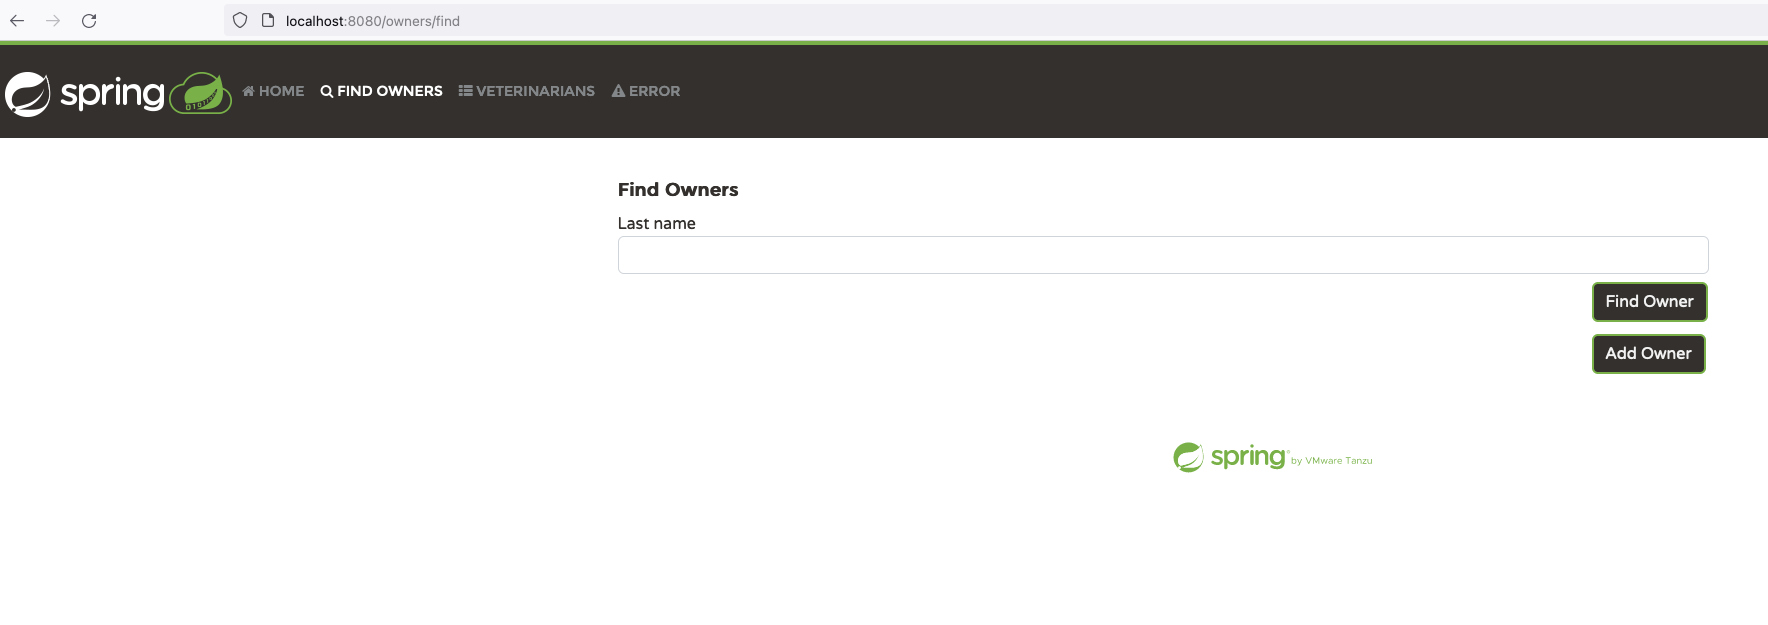 localhost:8080/owners/find
spring HOME FIND OWNERS VETERINARIANS ERROR
Find Owners
Last name
Find Owner
Add Owner
spring by VMware Tanzu